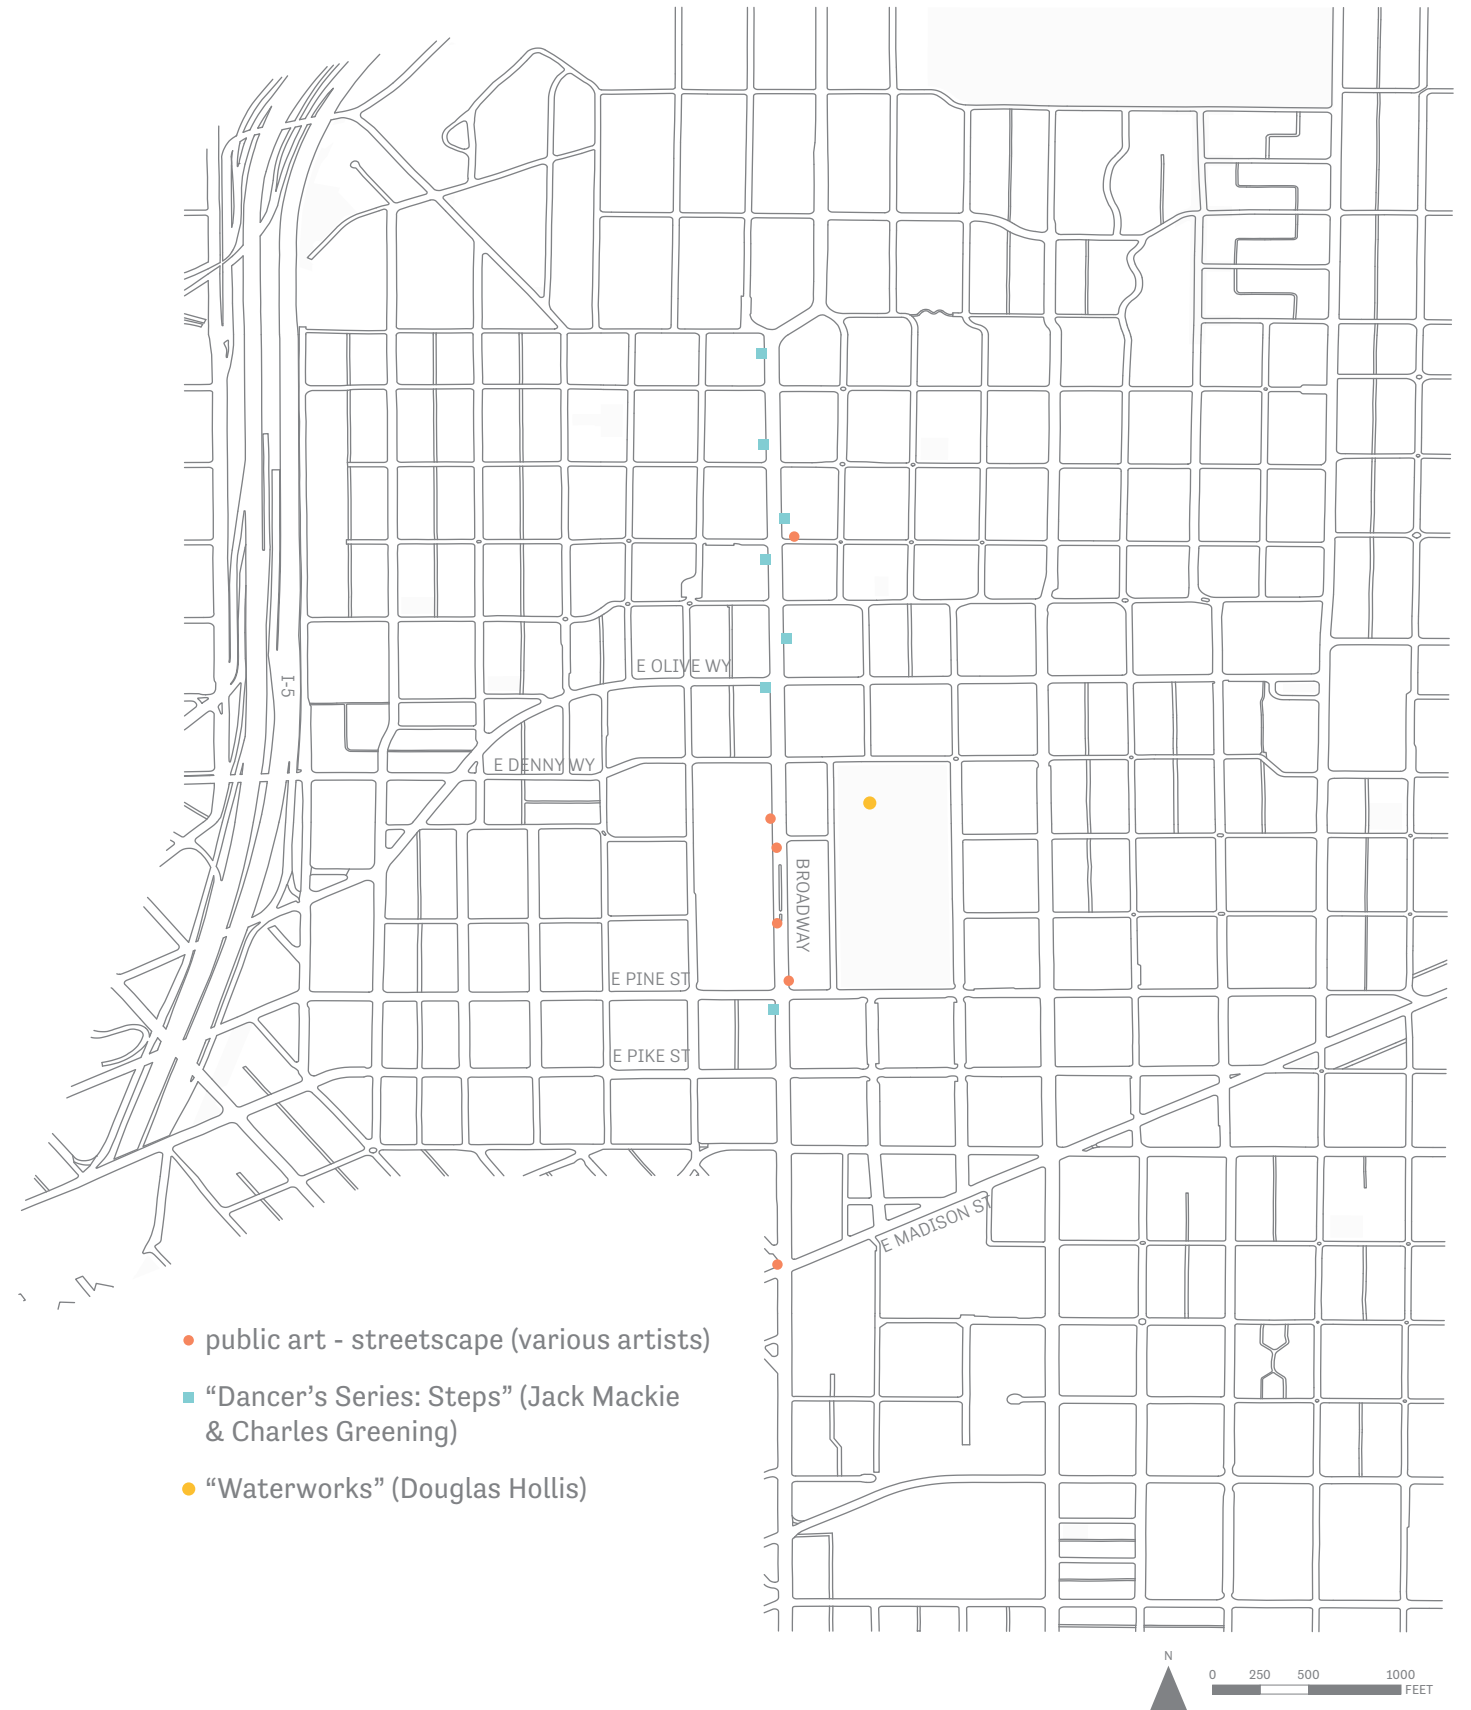 E OLIVE WY
I-5
E DENNY WY
BROADWAY
E PINE ST
E PIKE ST
E MADISON ST
public art - streetscape (various artists)
“Dancer’s Series: Steps” (Jack Mackie
& Charles Greening)
“Waterworks” (Douglas Hollis)
N
0 250 500 1000
FEET